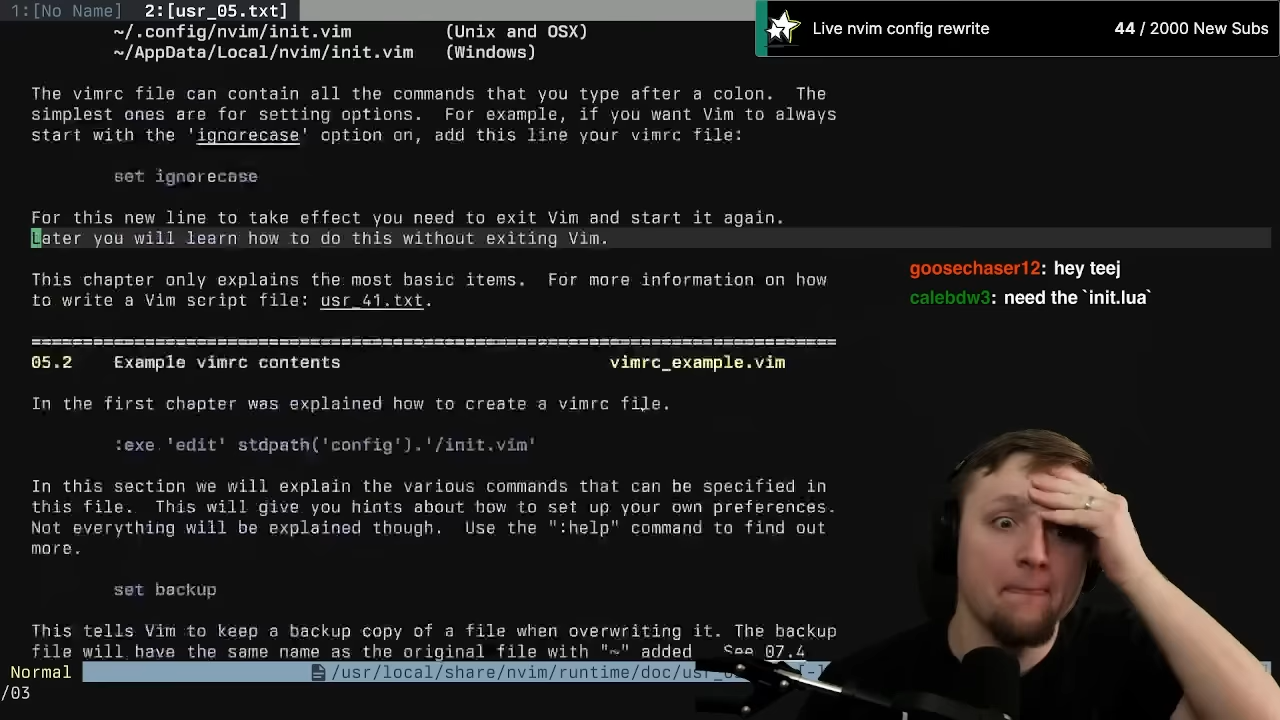 1:[No Name]  2:[usr_05.txt]
~/.config/nvim/init.vim (Unix and OSX)
~/AppData/Local/nvim/init.vim (Windows)
Live nvim config rewrite 44 / 2000 New Subs
The vimrc file can contain all the commands that you type after a colon.  The
simplest ones are for setting options.  For example, if you want Vim to always
start with the 'ignorecase' option on, add this line your vimrc file:
set ignorecase
For this new line to take effect you need to exit Vim and start it again.
Later you will learn how to do this without exiting Vim.
This chapter only explains the most basic items.  For more information on how
to write a Vim script file: usr_41.txt.
goosechaser12: hey teej
calebdw3: need the `init.lua`
================================================================================
05.2 Example vimrc contents vimrc_example.vim
In the first chapter was explained how to create a vimrc file.
:exe 'edit' stdpath('config').'/init.vim'
In this section we will explain the various commands that can be specified in
this file.  This will give you hints about how to set up your own preferences.
Not everything will be explained though.  Use the ":help" command to find out
more.
set backup
This tells Vim to keep a backup copy of a file when overwriting it. The backup
file will have the same name as the original file with "~" added  See 07.4
Normal /usr/local/share/nvim/runtime/doc/usr_ [-]
/03